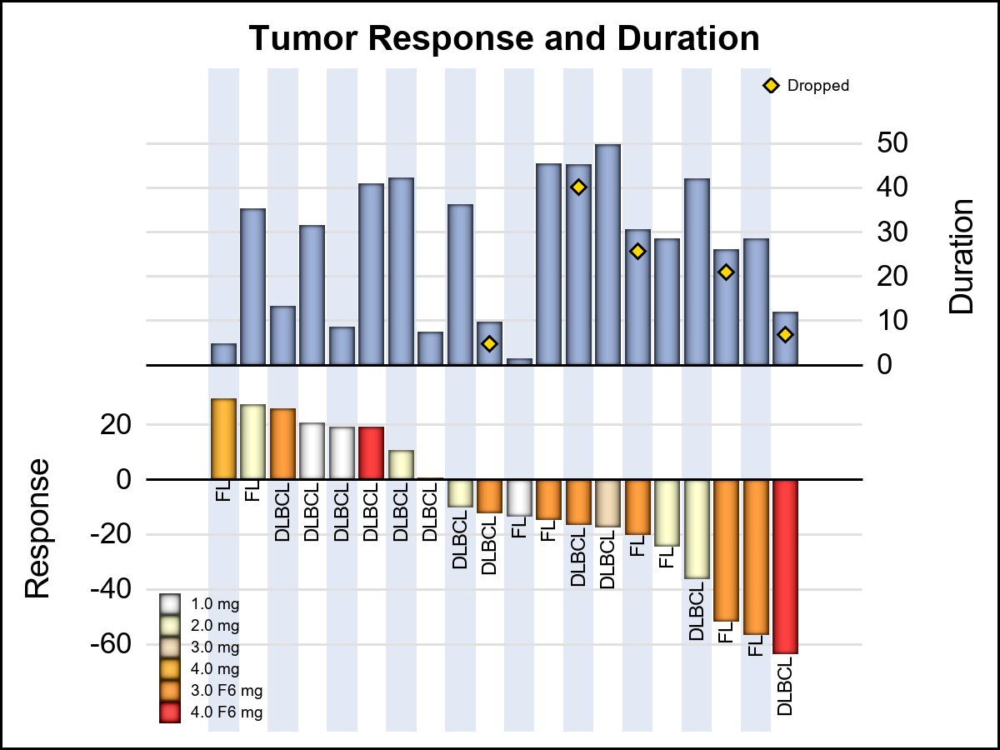 Tumor Response and Duration
Dropped
50
40
30
20
10
0
Duration
20
0
-20
-40
-60
Response
FL
FL
DLBCL
DLBCL
DLBCL
DLBCL
DLBCL
DLBCL
DLBCL
DLBCL
FL
FL
DLBCL
DLBCL
FL
FL
DLBCL
FL
FL
DLBCL
1.0 mg
2.0 mg
3.0 mg
4.0 mg
3.0 F6 mg
4.0 F6 mg